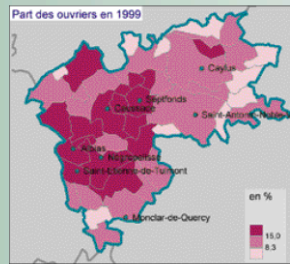 Part des ouvriers en 1999
Caylus
Septfonds
Caussade
Saint-Antonin-Noble-Val
Albias
Nègrepelisse
Saint-Etienne-de-Tulmont
Monclar-de-Quercy
en %
15,0
8,3